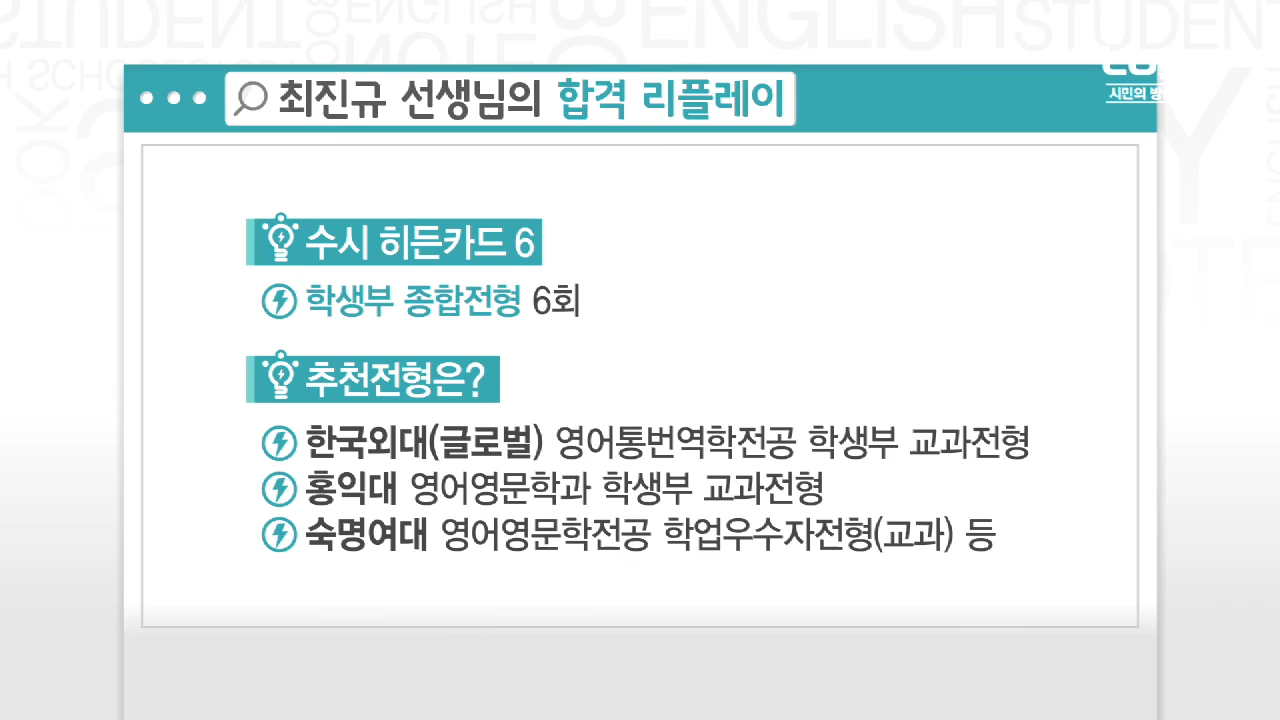 STUDENT
ENGLISH
ENGLISH
STUDENT
최진규 선생님의 합격 리플레이
시민의 방
수시 히든카드 6
학생부 종합전형 6회
추천전형은?
한국외대(글로벌) 영어통번역학전공 학생부 교과전형
홍익대 영어영문학과 학생부 교과전형
숙명여대 영어영문학전공 학업우수자전형(교과) 등